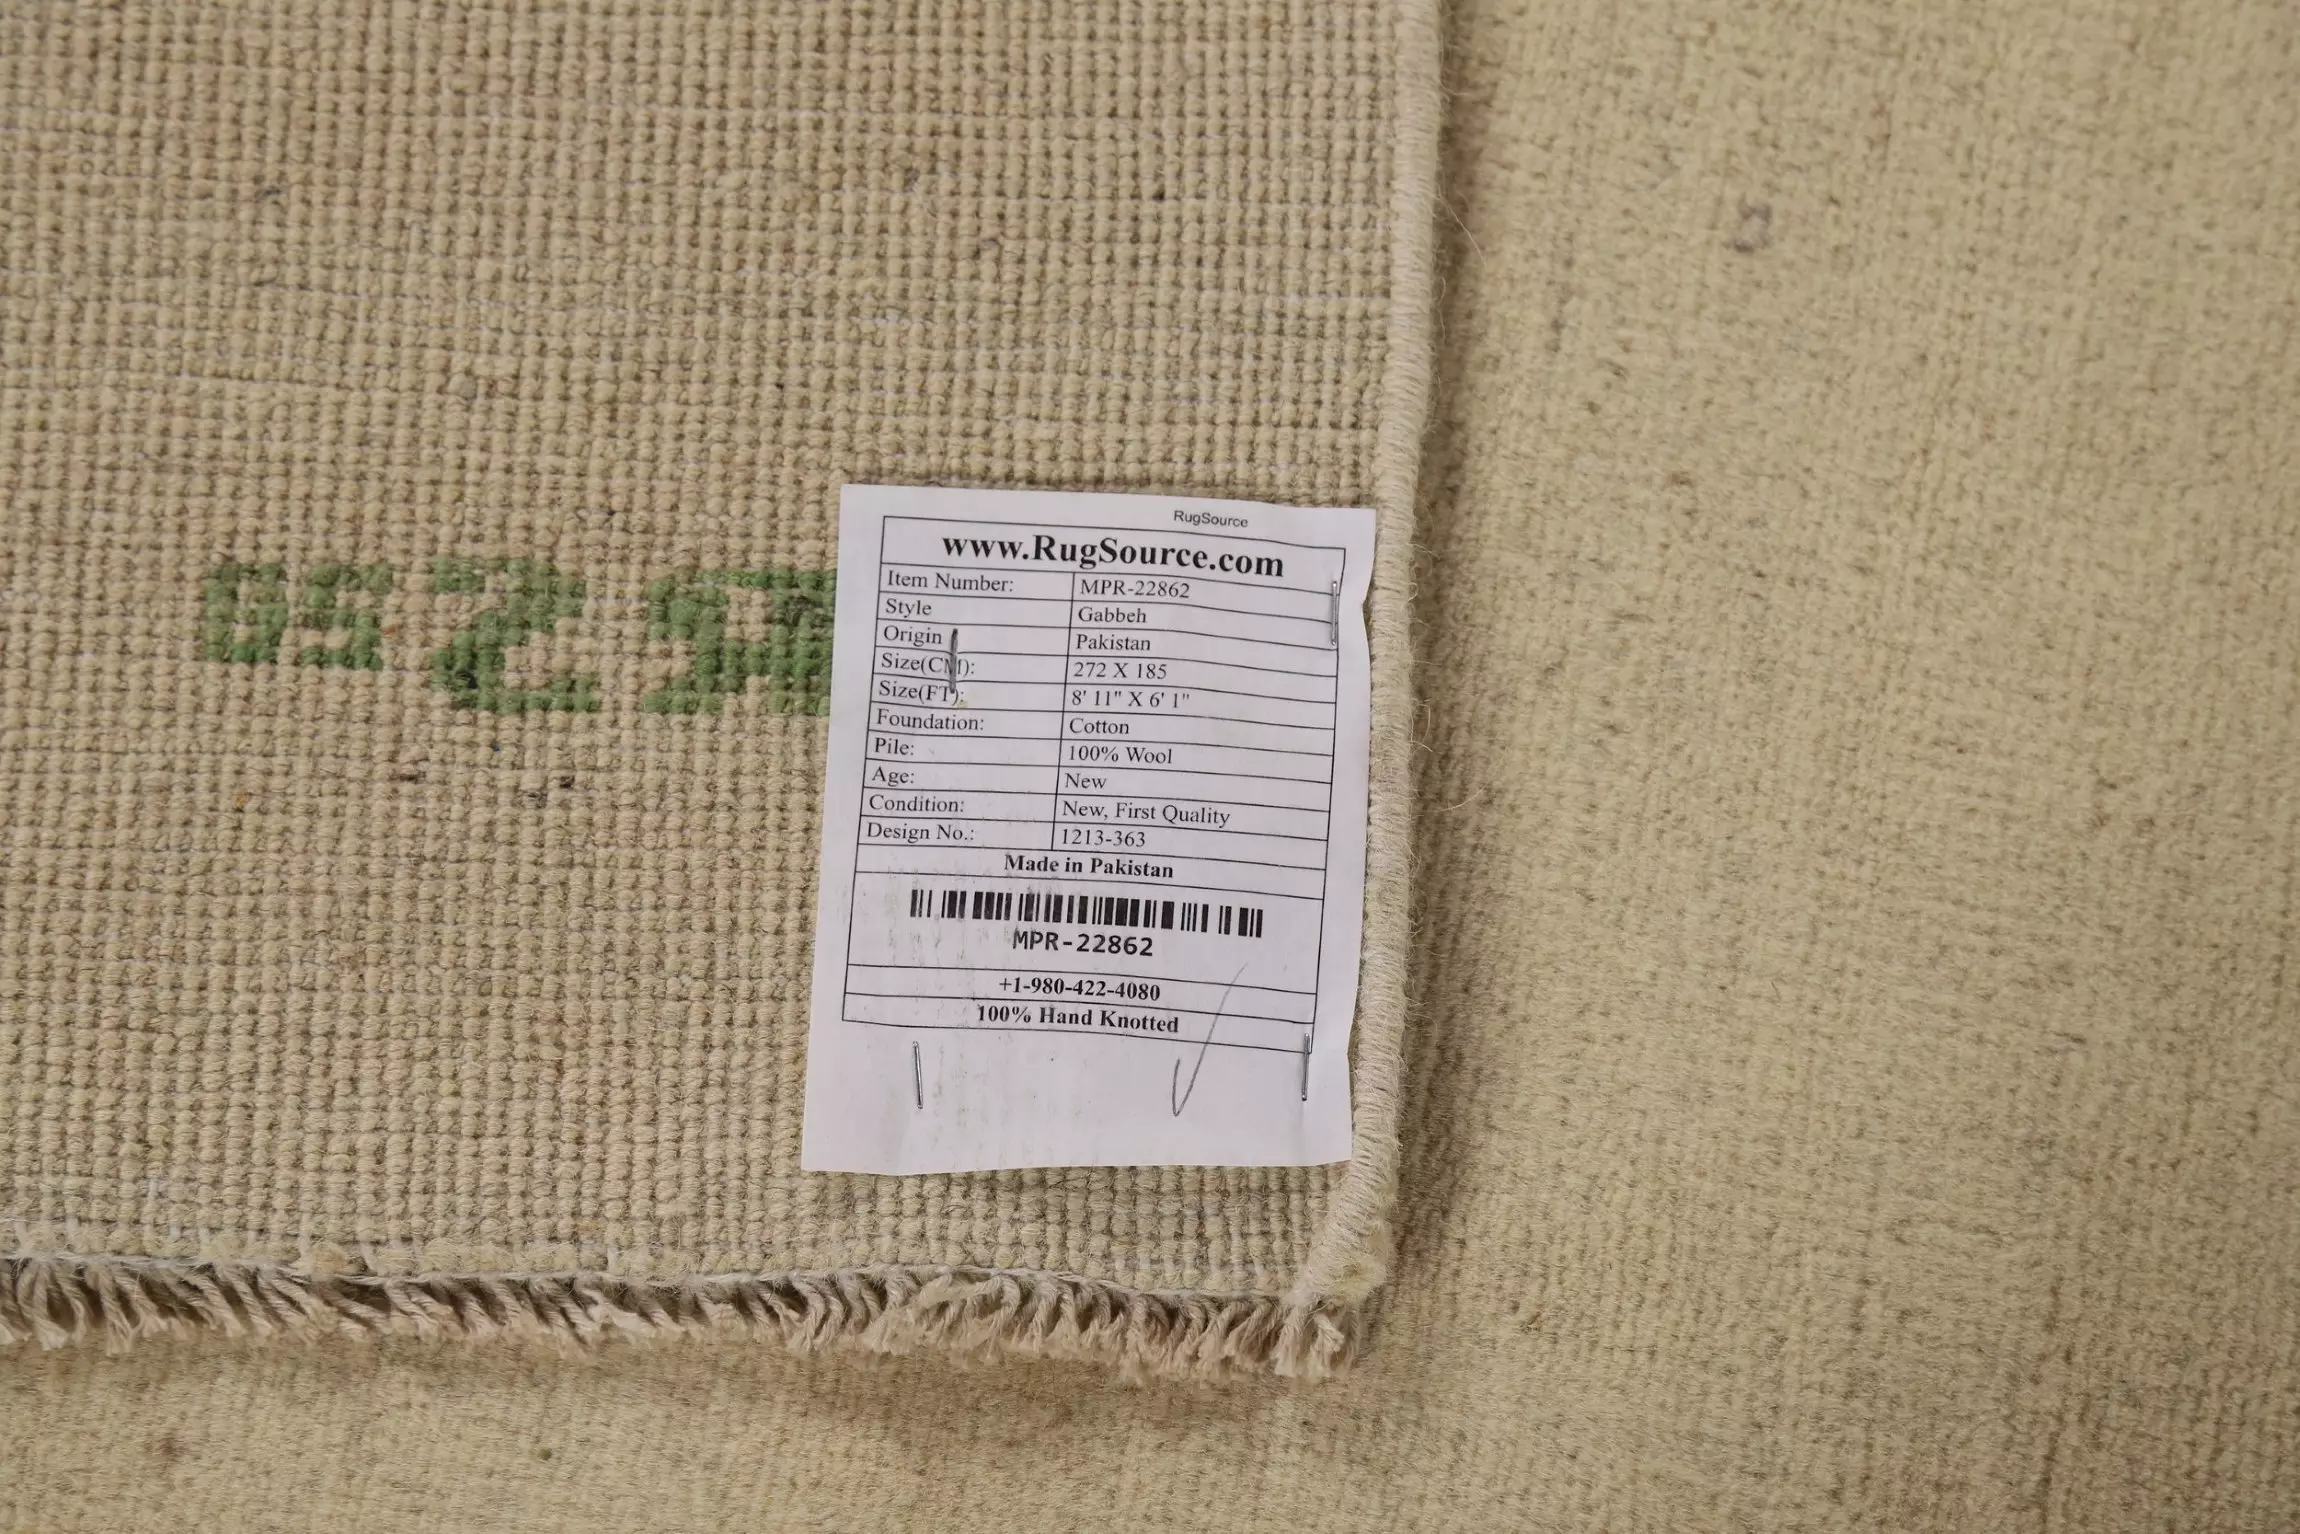 RugSource
www.RugSource.com
Item Number: MPR-22862
Style Gabbeh
Origin Pakistan
Size(CM): 272 X 185
Size(FT): 8' 11" X 6' 1"
Foundation: Cotton
Pile: 100% Wool
Age: New
Condition: New, First Quality
Design No.: 1213-363
Made in Pakistan
MPR-22862
+1-980-422-4080
100% Hand Knotted